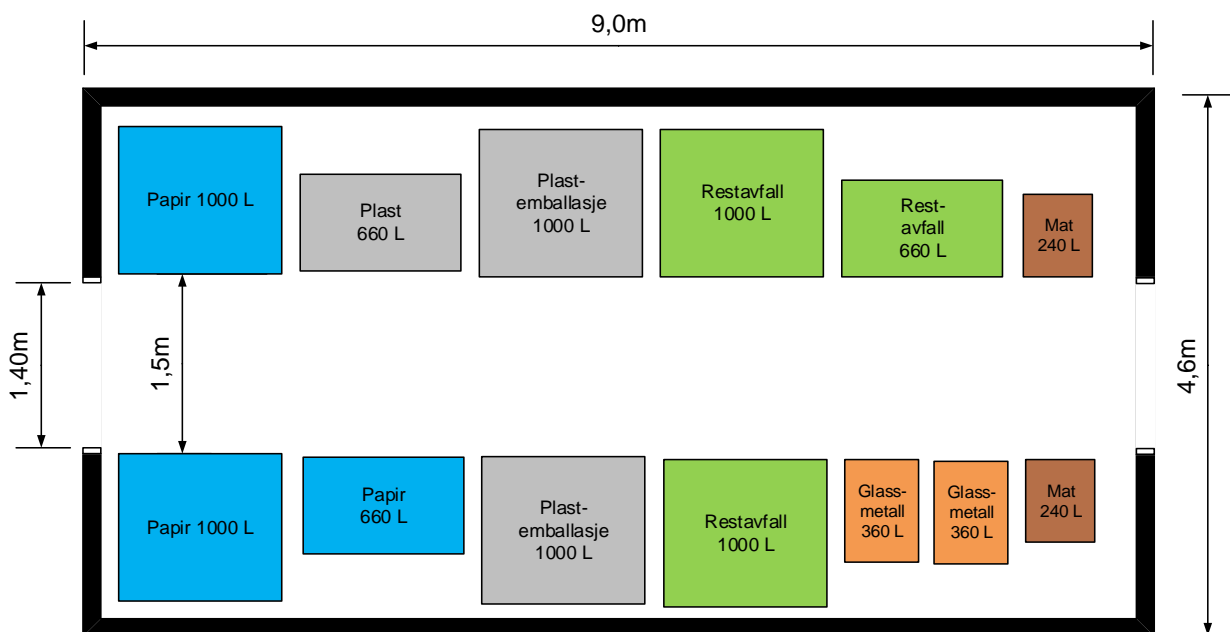 9,0m
Papir 1000 L
Plast
660 L
Plast-
emballasje
1000 L
Restavfall
1000 L
Rest-
avfall
660 L
Mat
240 L
1,40m
1,5m
4,6m
Papir 1000 L
Papir
660 L
Plast-
emballasje
1000 L
Restavfall
1000 L
Glass-
metall
360 L
Glass-
metall
360 L
Mat
240 L